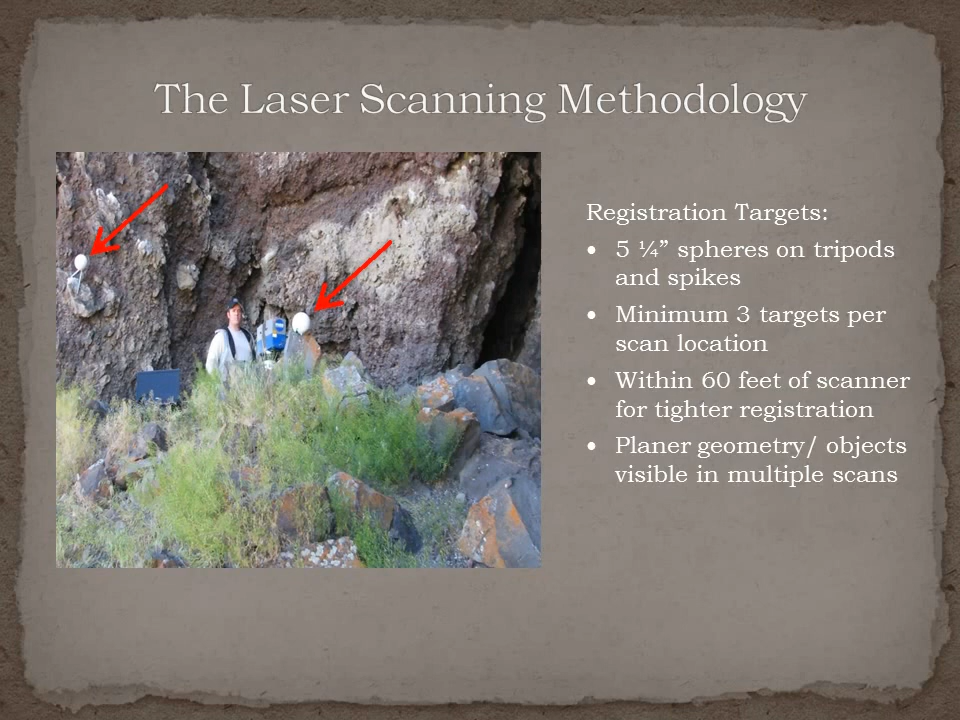 The Laser Scanning Methodology
Registration Targets:
• 5 ¼” spheres on tripods
and spikes
• Minimum 3 targets per
scan location
• Within 60 feet of scanner
for tighter registration
• Planer geometry/ objects
visible in multiple scans